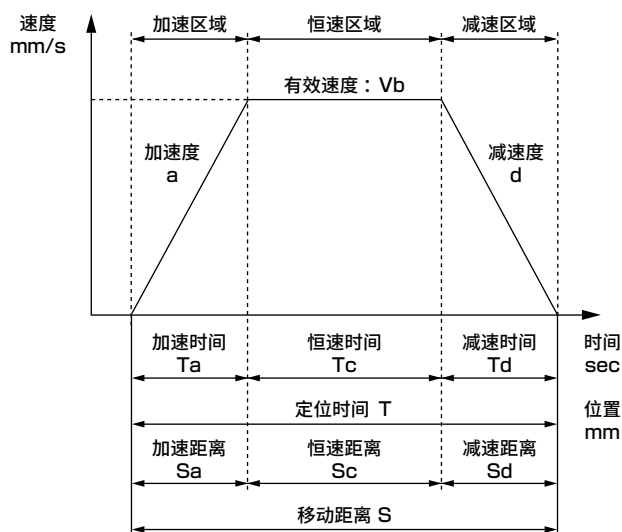 速度
mm/s
加速区域
恒速区域
减速区域
有效速度：Vb
加速度
a
减速度
d
加速时间
Ta
恒速时间
Tc
减速时间
Td
时间
sec
定位时间 T
位置
mm
加速距离
Sa
恒速距离
Sc
减速距离
Sd
移动距离 S